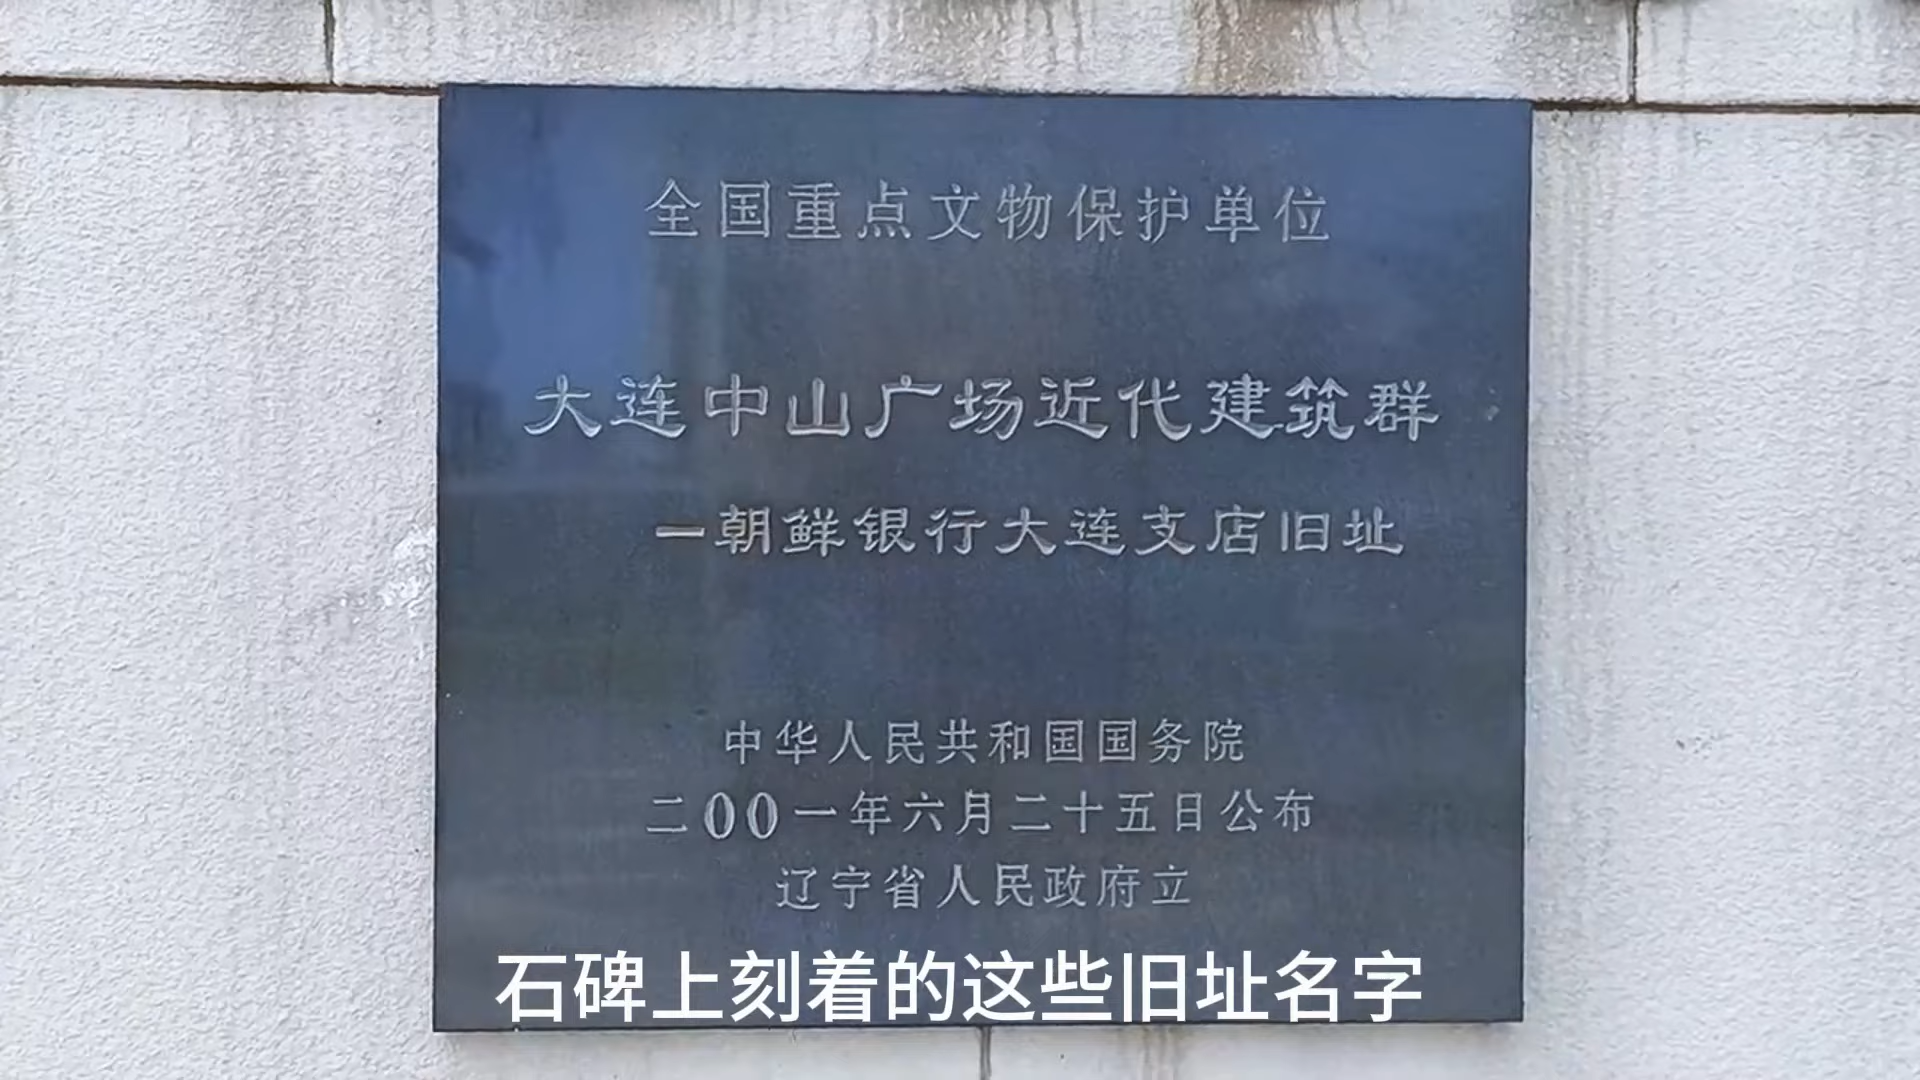 全国重点文物保护单位
大连中山广场近代建筑群
—朝鲜银行大连支店旧址
中华人民共和国国务院
二00一年六月二十五日公布
辽宁省人民政府立
石碑上刻着的这些旧址名字